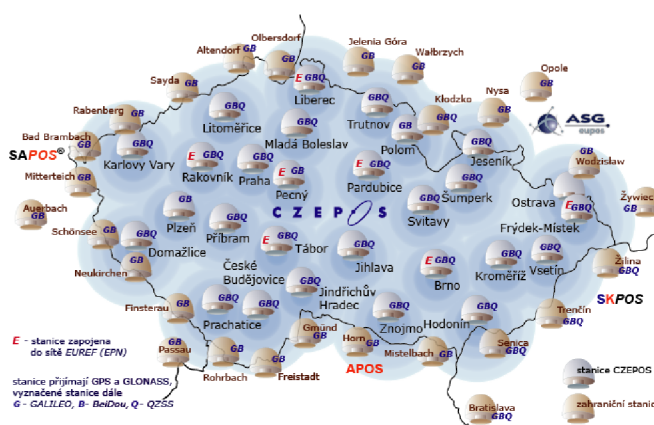 Olbersdorf
GB
Jelenia Góra
GB
Altendorf
GB
Wałbrzych
GB
Opole
GB
Sayda
GB
E GBQ
Liberec
GBQ
Trutnov
Kłodzko
GB
Nysa
GB
ASG
eupos
Rabenberg
GB
GBQ
Litoměřice
GBQ
Mladá Boleslav
GB
Polom
GBQ
Jeseník
Bad Brambach
GB
SAPOS®
GBQ
Karlovy Vary
E GBQ
Rakovník
GBQ
Praha
E GBQ
Pecný
E GBQ
Pardubice
GBQ
Šumperk
Wodzisław
GB
Mitterteich
GB
Ostrava
GBQ
Żywiec
GB
Auerbach
GB
GB
Plzeň
GBQ
Příbram
CZEPOS
GBQ
Svitavy
E GBQ
Frýdek-Místek
Schönsee
GB
GBQ
Domažlice
E GBQ
Tábor
GBQ
Jihlava
E GBQ
Brno
GBQ
Kroměříž
GBQ
Vsetín
Žilina
GBQ
Neukirchen
GB
České
Budějovice
GBQ
GBQ
Jindřichův
Hradec
SKPOS
Finsterau
GB
GBQ
Prachatice
GBQ
Znojmo
GBQ
Hodonín
Trenčín
GBQ
E - stanice zapojena
do sítě EUREF (EPN)
Passau
GB
Rohrbach
GB
Gmünd
GB
Freistadt
GB
Horn
GB
APOS
Mistelbach
GB
Senica
GBQ
stanice přijímají GPS a GLONASS,
vyznačené stanice dále
G - GALILEO, B- BeiDou, Q- QZSS
Bratislava
GBQ
stanice CZEPOS
zahraniční stanice